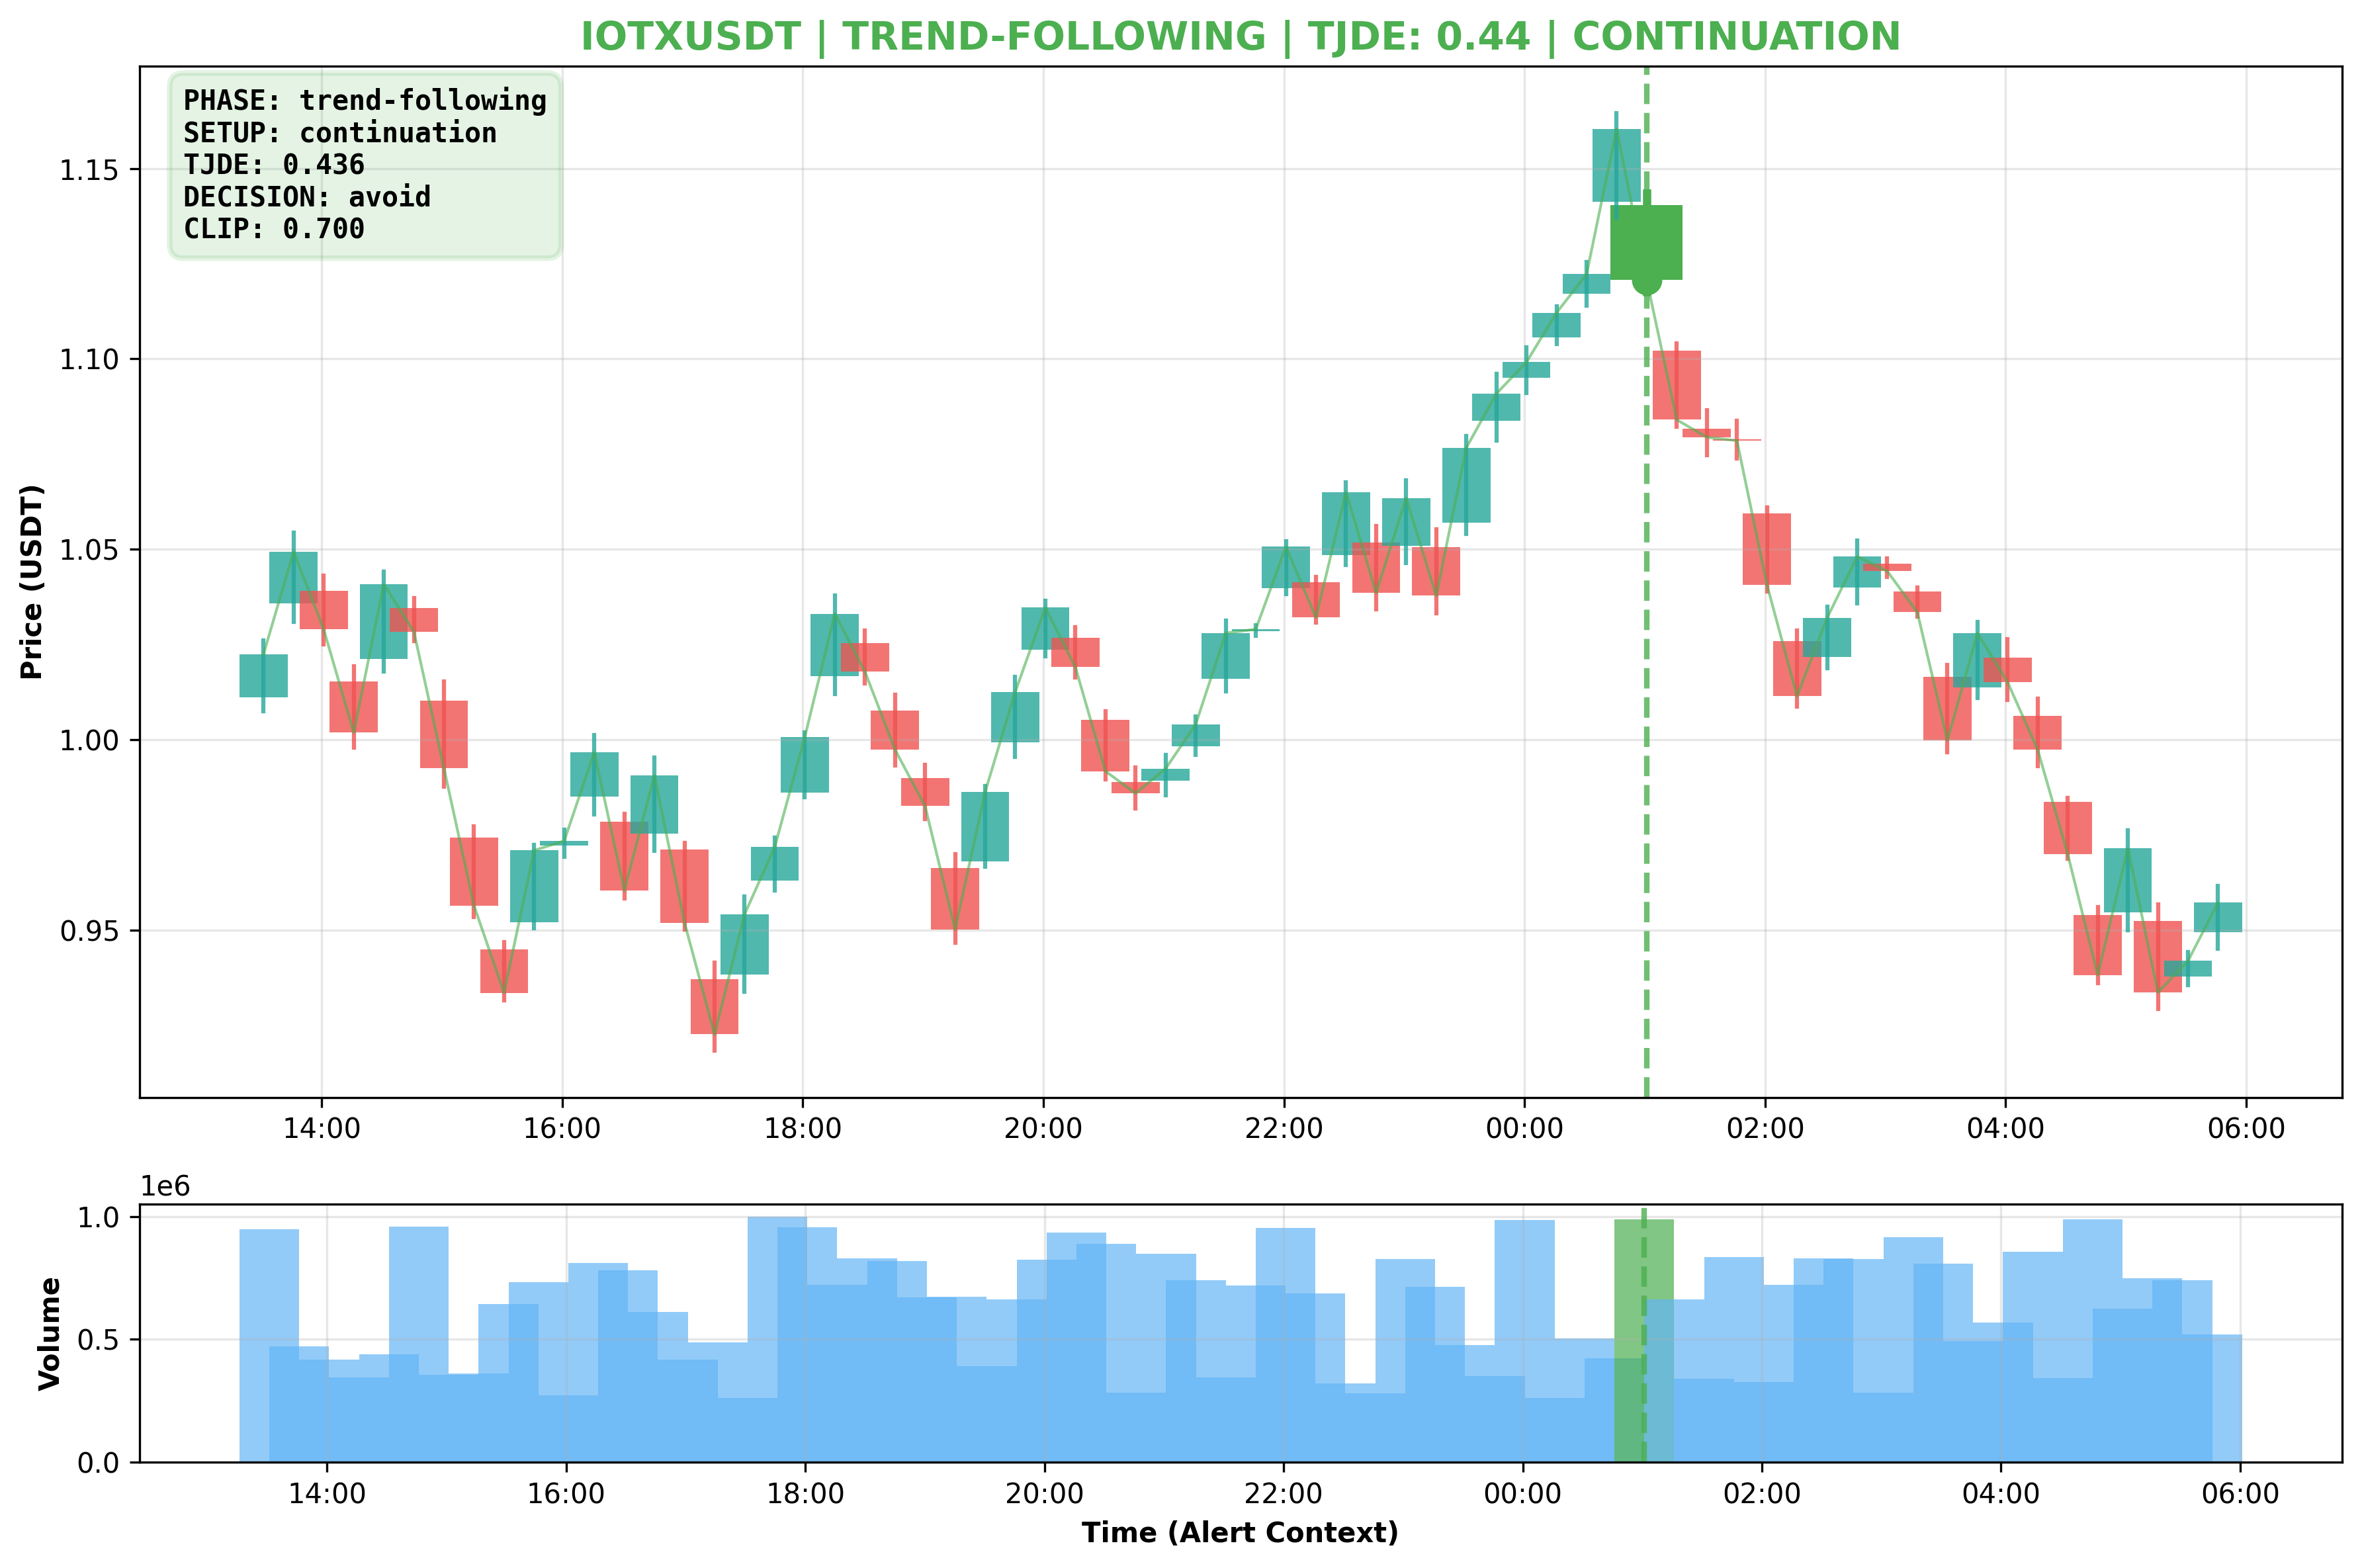 IOTXUSDT | TREND-FOLLOWING | TJDE: 0.44 | CONTINUATION
PHASE: trend-following
SETUP: continuation
TJDE: 0.436
DECISION: avoid
CLIP: 0.700
Price (USDT)
1.15
1.10
1.05
1.00
0.95
14:00 16:00 18:00 20:00 22:00 00:00 02:00 04:00 06:00
1e6
Volume
1.0
0.5
0.0
14:00 16:00 18:00 20:00 22:00 00:00 02:00 04:00 06:00
Time (Alert Context)